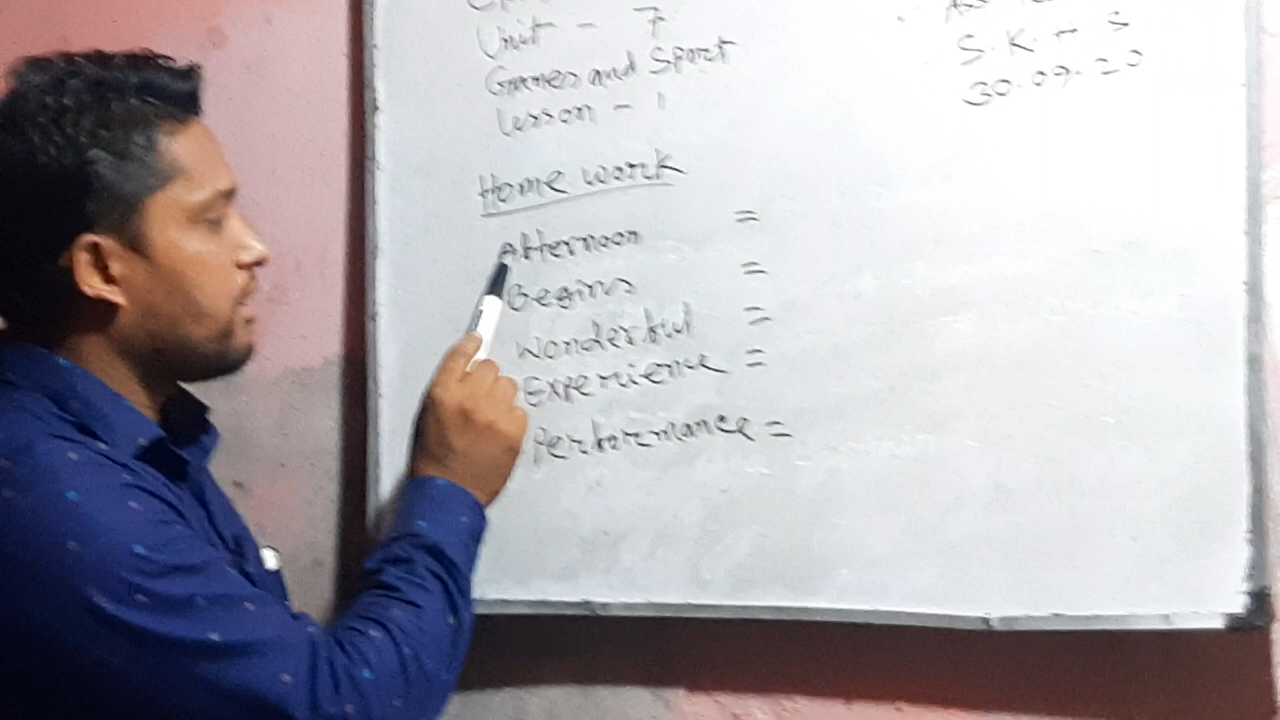 Unit - 7
Games and Sport
Lesson - 1
S.K.H S
30.09.20
Home work
Afternoon =
Begins =
Wonderful =
Experience =
Performance =